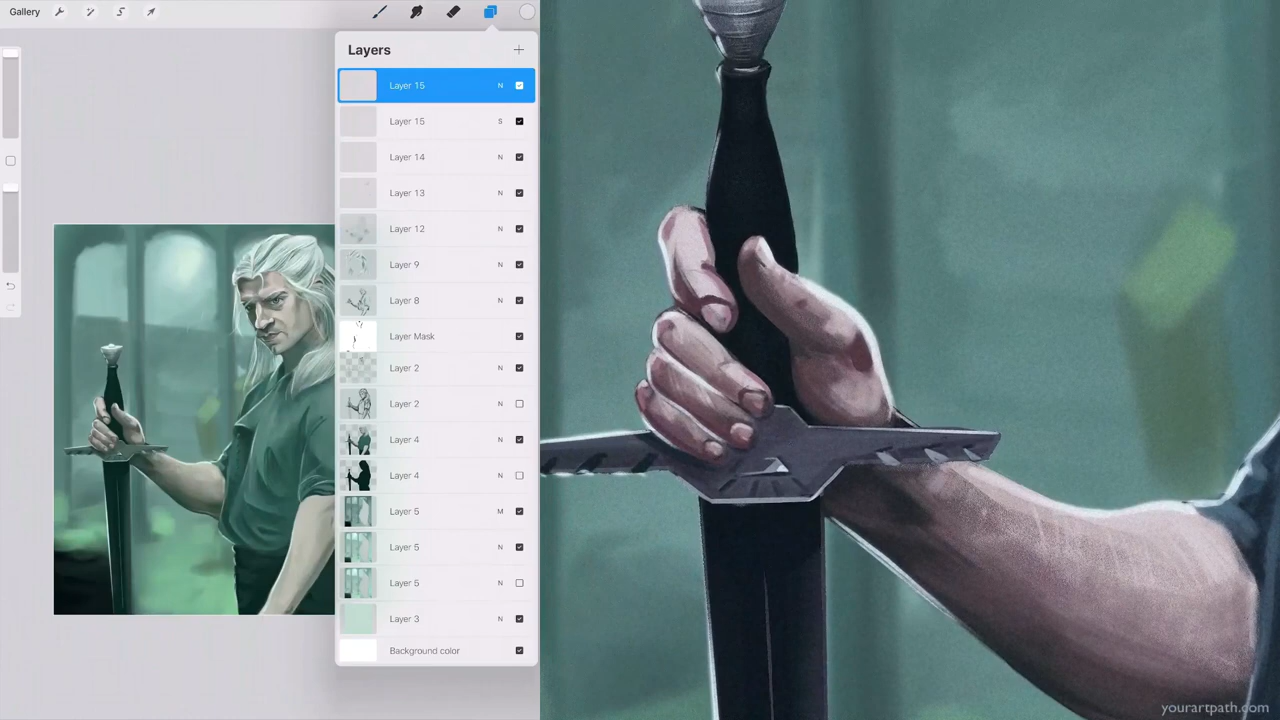 Gallery
Layers
Layer 15 N
Layer 15 S
Layer 14 N
Layer 13 N
Layer 12 N
Layer 9 N
Layer 8 N
Layer Mask
Layer 2 N
Layer 2 N
Layer 4 N
Layer 4 N
Layer 5 M
Layer 5 N
Layer 5 N
Layer 3 N
Background color
yourartpath.com